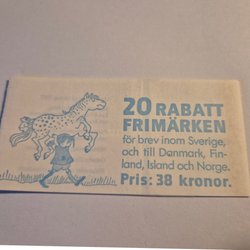 20 RABATT
FRIMÄRKEN
för brev inom Sverige,
och till Danmark, Fin-
land, Island och Norge.
Pris: 38 kronor.